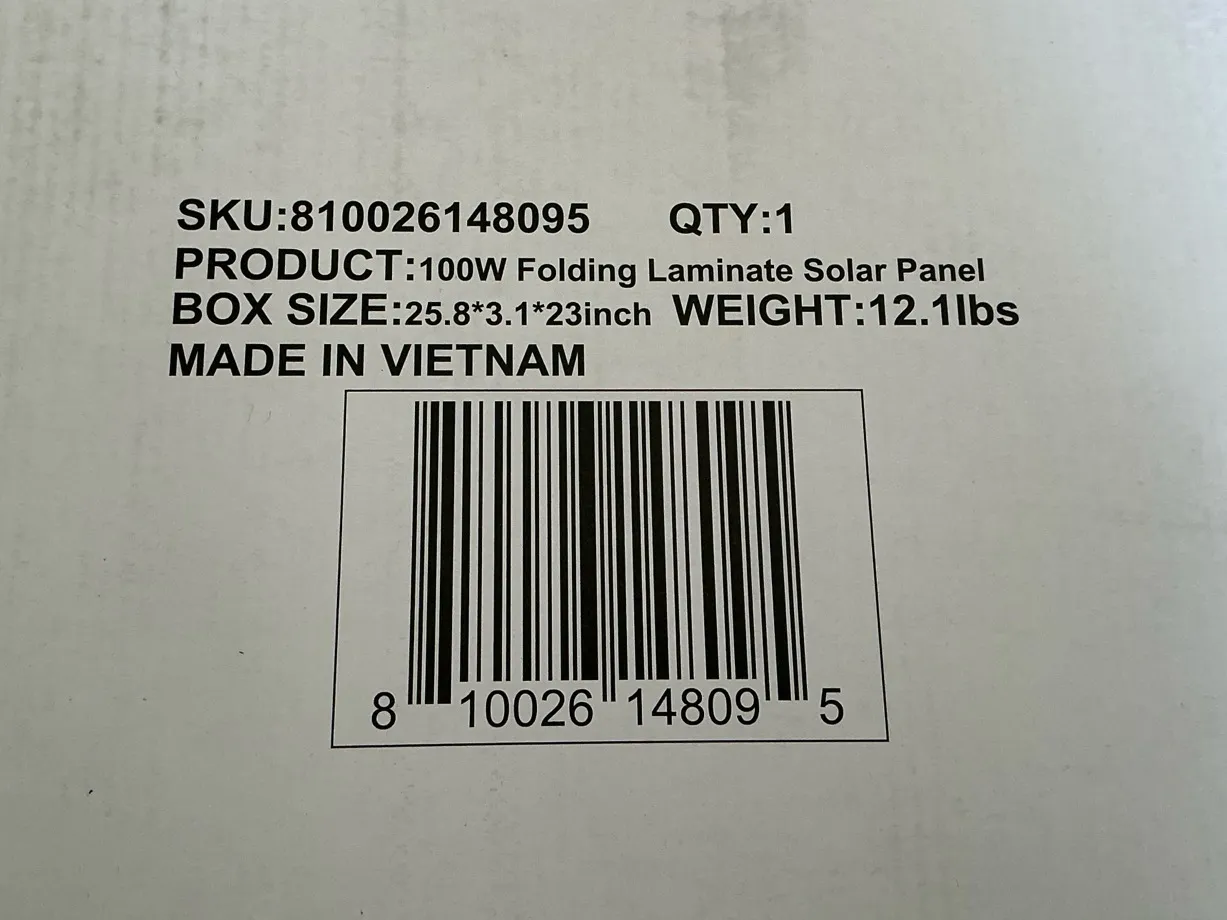 SKU:810026148095 QTY:1
PRODUCT:100W Folding Laminate Solar Panel
BOX SIZE:25.8*3.1*23inch WEIGHT:12.1lbs
MADE IN VIETNAM
8 10026 14809 5